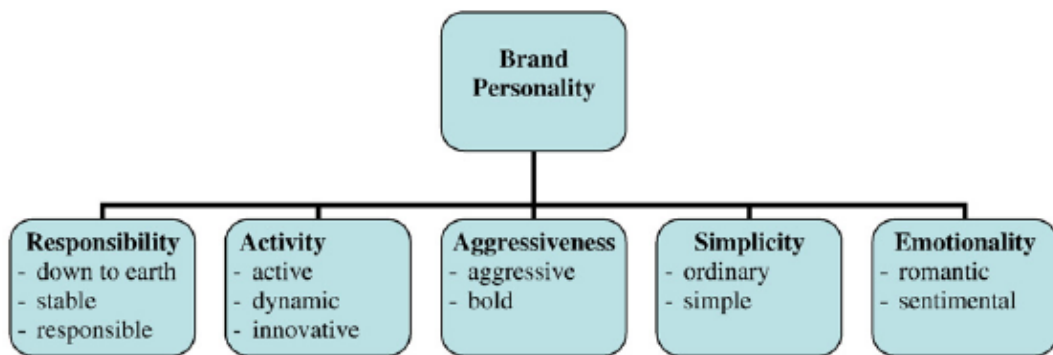 Brand
Personality
Responsibility
- down to earth
- stable
- responsible
Activity
- active
- dynamic
- innovative
Aggressiveness
- aggressive
- bold
Simplicity
- ordinary
- simple
Emotionality
- romantic
- sentimental